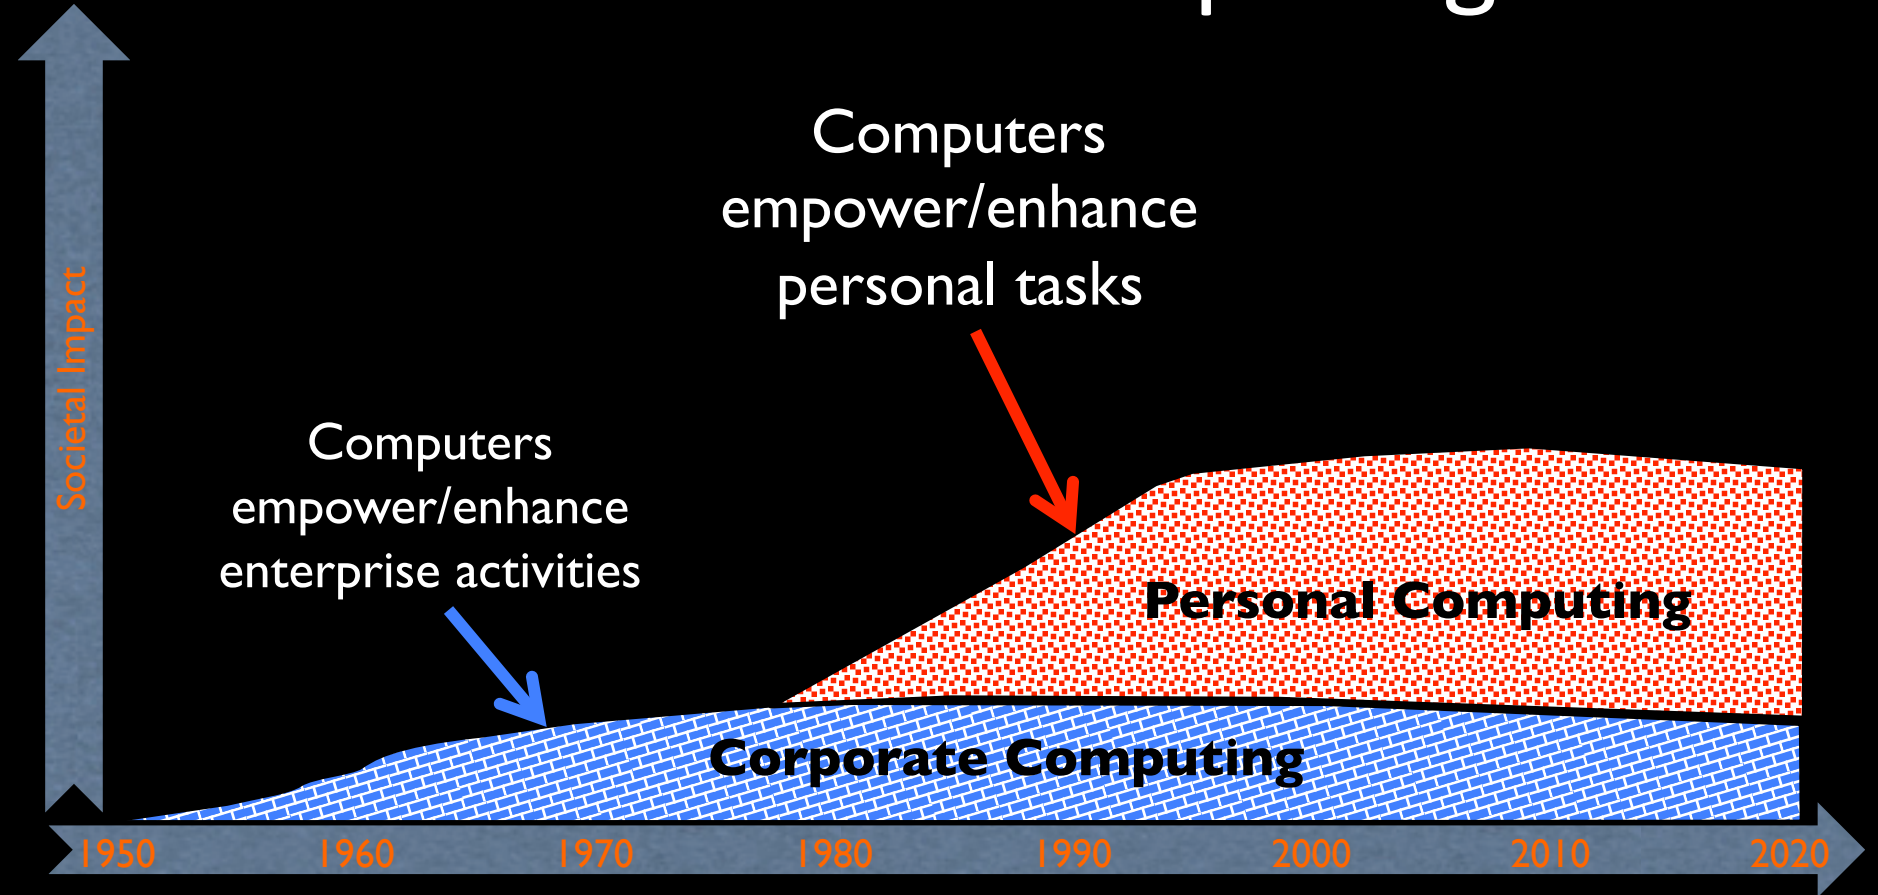 Computers
empower/enhance
personal tasks
Societal Impact
Computers
empower/enhance
enterprise activities
Personal Computing
Corporate Computing
1950 1960 1970 1980 1990 2000 2010 2020